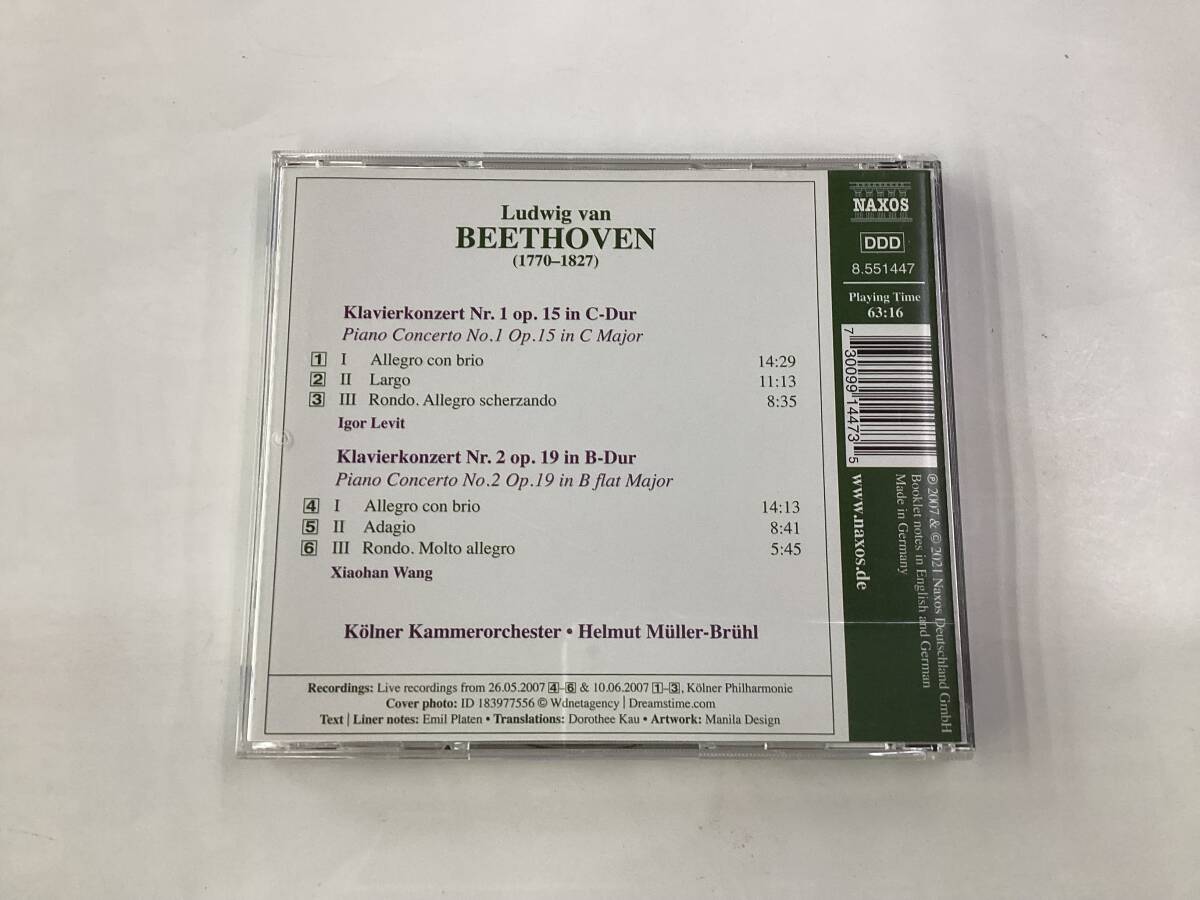 Ludwig van
BEETHOVEN
(1770–1827)
Klavierkonzert Nr. 1 op. 15 in C-Dur
Piano Concerto No.1 Op.15 in C Major
1 I Allegro con brio 14:29
2 II Largo 11:13
3 III Rondo. Allegro scherzando 8:35
Igor Levit
Klavierkonzert Nr. 2 op. 19 in B-Dur
Piano Concerto No.2 Op.19 in B flat Major
4 I Allegro con brio 14:13
5 II Adagio 8:41
6 III Rondo. Molto allegro 5:45
Xiaohan Wang
Kölner Kammerorchester • Helmut Müller-Brühl
Recordings: Live recordings from 26.05.2007 4–6 & 10.06.2007 1–3, Kölner Philharmonie
Cover photo: ID 183977556 © Wdnetagency | Dreamstime.com
Text | Liner notes: Emil Platen • Translations: Dorothee Kau • Artwork: Manila Design
NAXOS
DDD
8.551447
Playing Time
63:16
7 30099 14473 5
www.naxos.de
℗ 2007 & © 2021 Naxos Deutschland GmbH
Booklet notes in English and German
Made in Germany